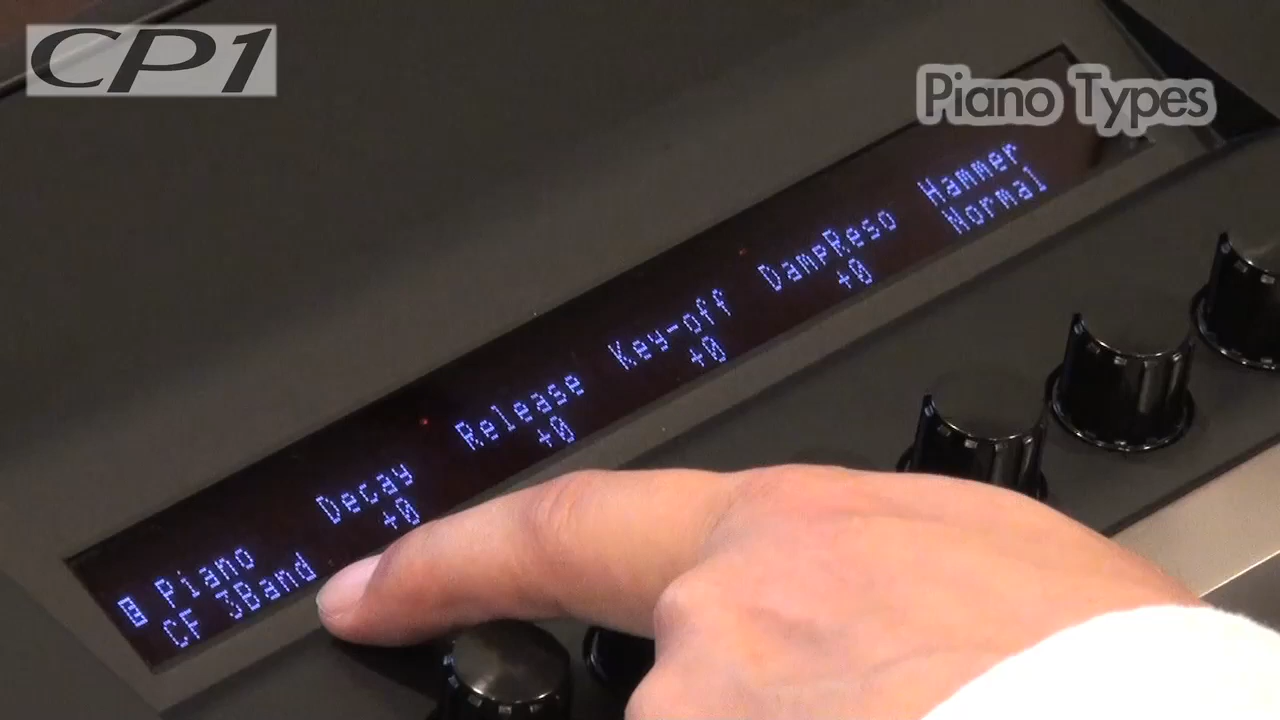 CP1
Piano Types
Piano Decay Release Key-off DampReso Hammer
CF 3Band +0 +0 +0 +0 Normal